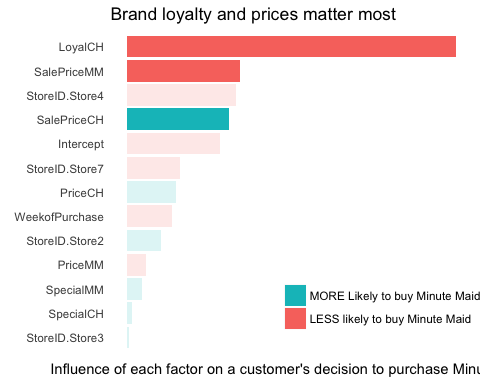 Brand loyalty and prices matter most
LoyalCH
SalePriceMM
StoreID.Store4
SalePriceCH
Intercept
StoreID.Store7
PriceCH
WeekofPurchase
StoreID.Store2
PriceMM
SpecialMM
SpecialCH
StoreID.Store3
MORE Likely to buy Minute Maid
LESS likely to buy Minute Maid
Influence of each factor on a customer's decision to purchase Minu